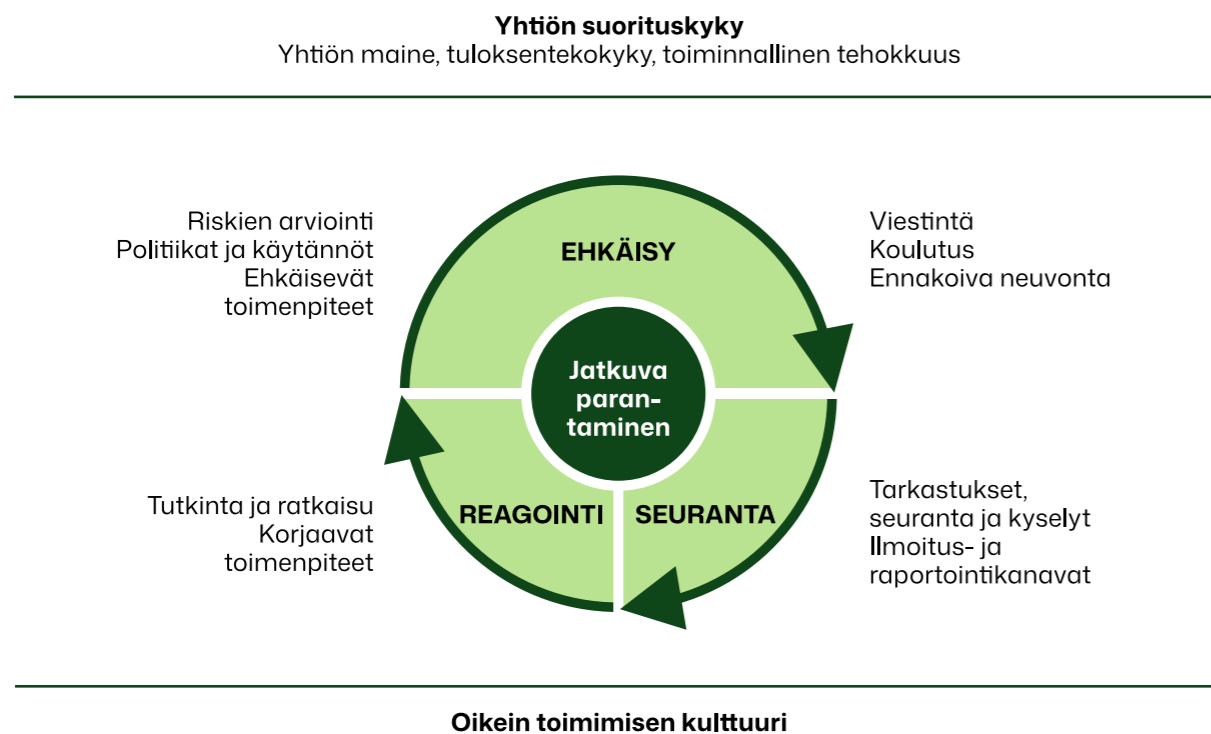 Yhtiön suorituskyky
Yhtiön maine, tuloksentekokyky, toiminnallinen tehokkuus
Riskien arviointi
Politiikat ja käytännöt
Ehkäisevät
toimenpiteet
EHKÄISY
Viestintä
Koulutus
Ennakoiva neuvonta
Jatkuva
paran-
taminen
Tutkinta ja ratkaisu
Korjaavat
toimenpiteet
REAGOINTI
SEURANTA
Tarkastukset,
seuranta ja kyselyt
Ilmoitus- ja
raportointikanavat
Oikein toimimisen kulttuuri